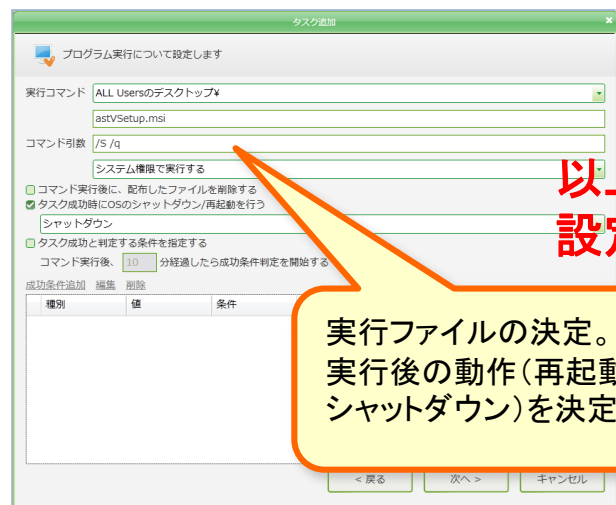 タスク追加
プログラム実行について設定します
実行コマンド ALL Usersのデスクトップ¥
astVSetup.msi
コマンド引数 /S /q
システム権限で実行する
コマンド実行後に、配布したファイルを削除する
タスク成功時にOSのシャットダウン/再起動を行う
シャットダウン
タスク成功と判定する条件を指定する
コマンド実行後、 10 分経過したら成功条件判定を開始する
成功条件追加 編集 削除
種別 値 条件
以上
設定
実行ファイルの決定。
実行後の動作(再起動
シャットダウン)を決定
< 戻る 次へ > キャンセル